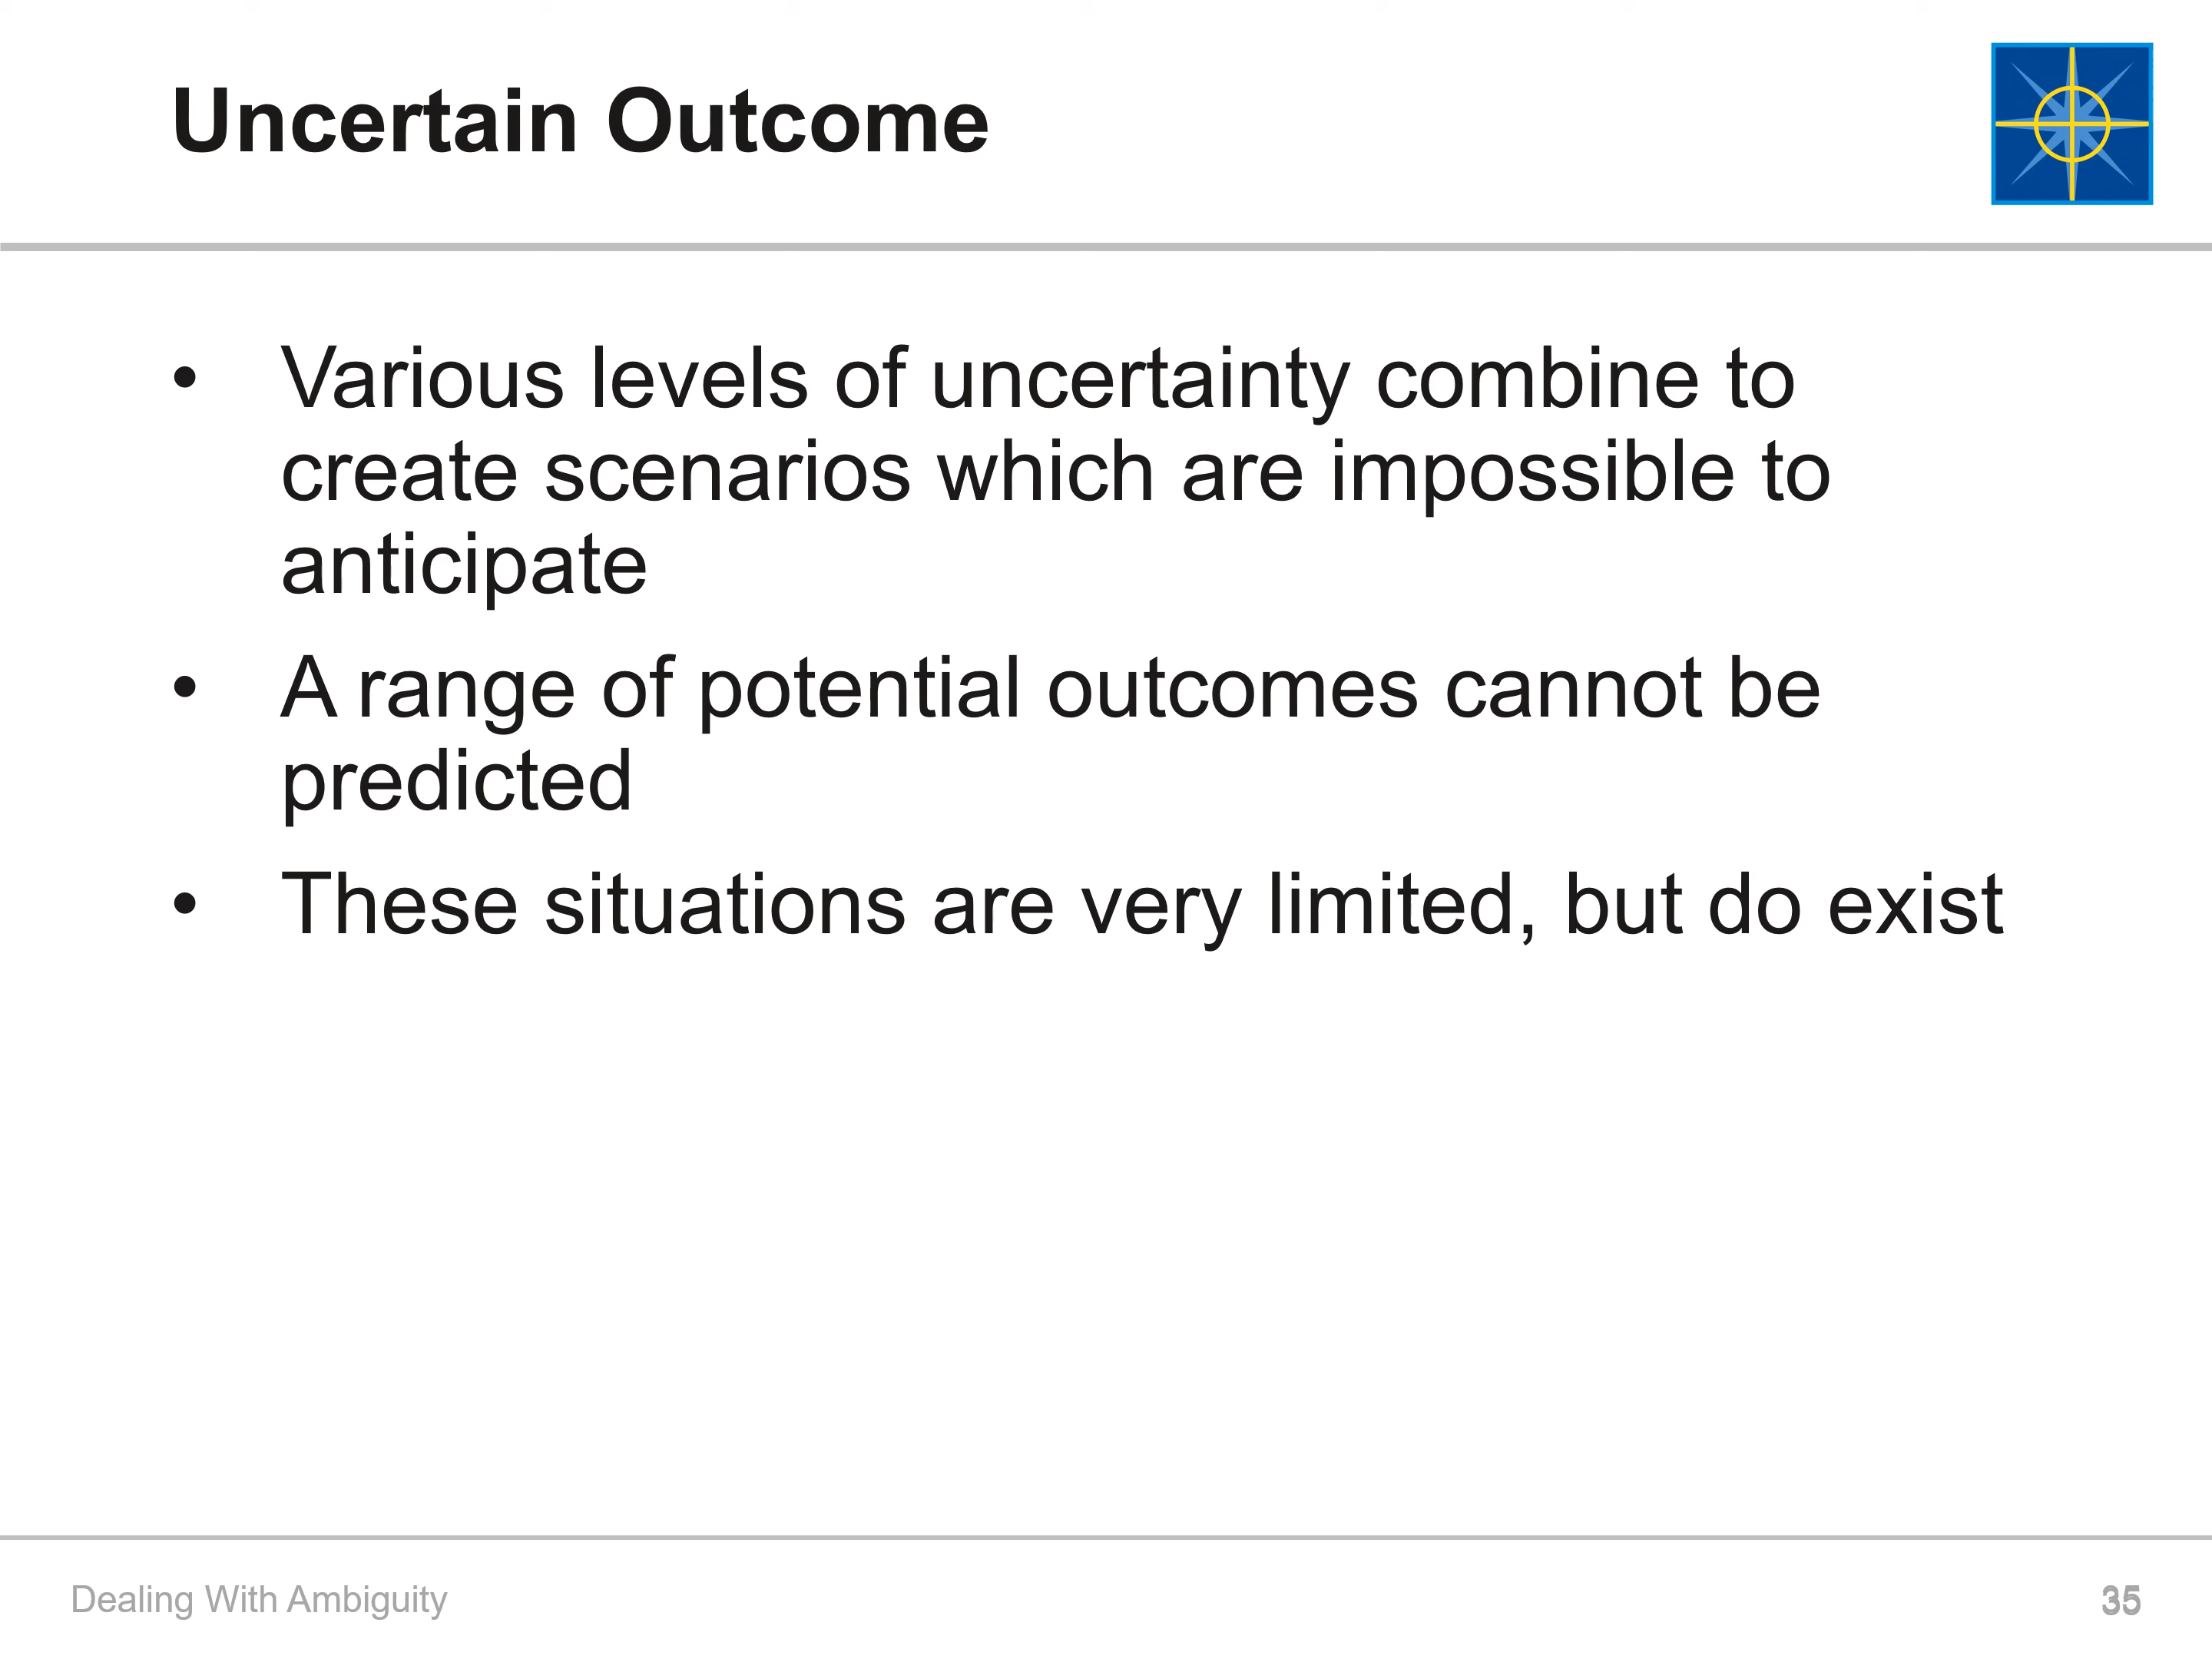 Uncertain Outcome
• Various levels of uncertainty combine to
create scenarios which are impossible to
anticipate
• A range of potential outcomes cannot be
predicted
• These situations are very limited, but do exist
Dealing With Ambiguity
35